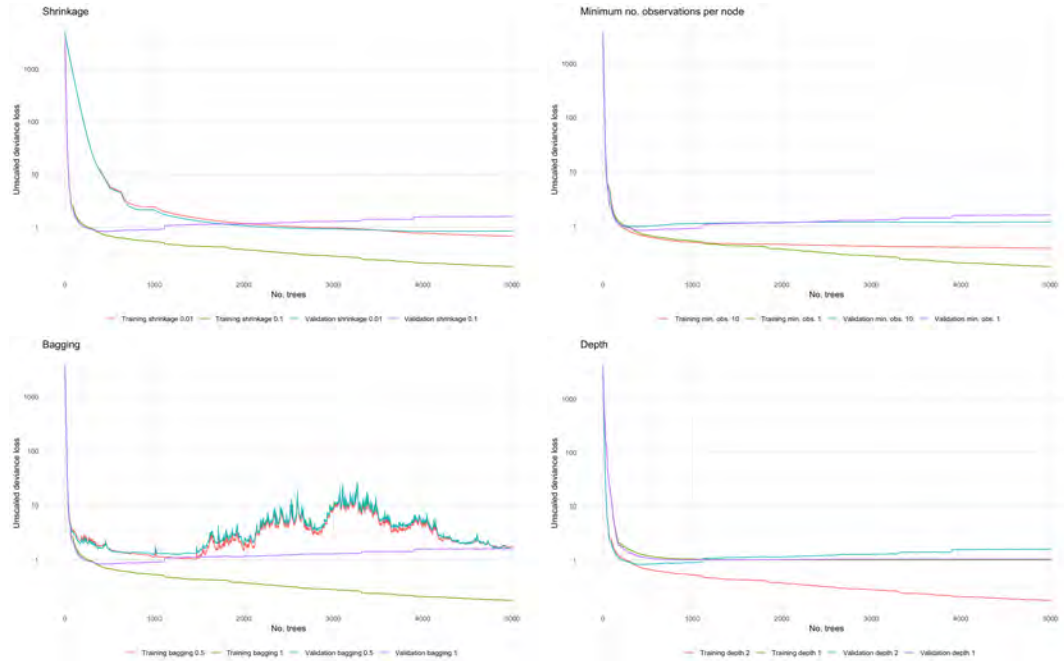 Shrinkage
Unscaled deviance loss
1000
100
10
1
0 1000 2000 3000 4000 5000
No. trees
Training shrinkage 0.01 Training shrinkage 0.1 Validation shrinkage 0.01 Validation shrinkage 0.1
Minimum no. observations per node
Unscaled deviance loss
1000
100
10
1
0 1000 2000 3000 4000 5000
No. trees
Training min. obs. 10 Training min. obs. 1 Validation min. obs. 10 Validation min. obs. 1
Bagging
Unscaled deviance loss
1000
100
10
1
0 1000 2000 3000 4000 5000
No. trees
Training bagging 0.5 Training bagging 1 Validation bagging 0.5 Validation bagging 1
Depth
Unscaled deviance loss
1000
100
10
1
0 1000 2000 3000 4000 5000
No. trees
Training depth 2 Training depth 1 Validation depth 2 Validation depth 1